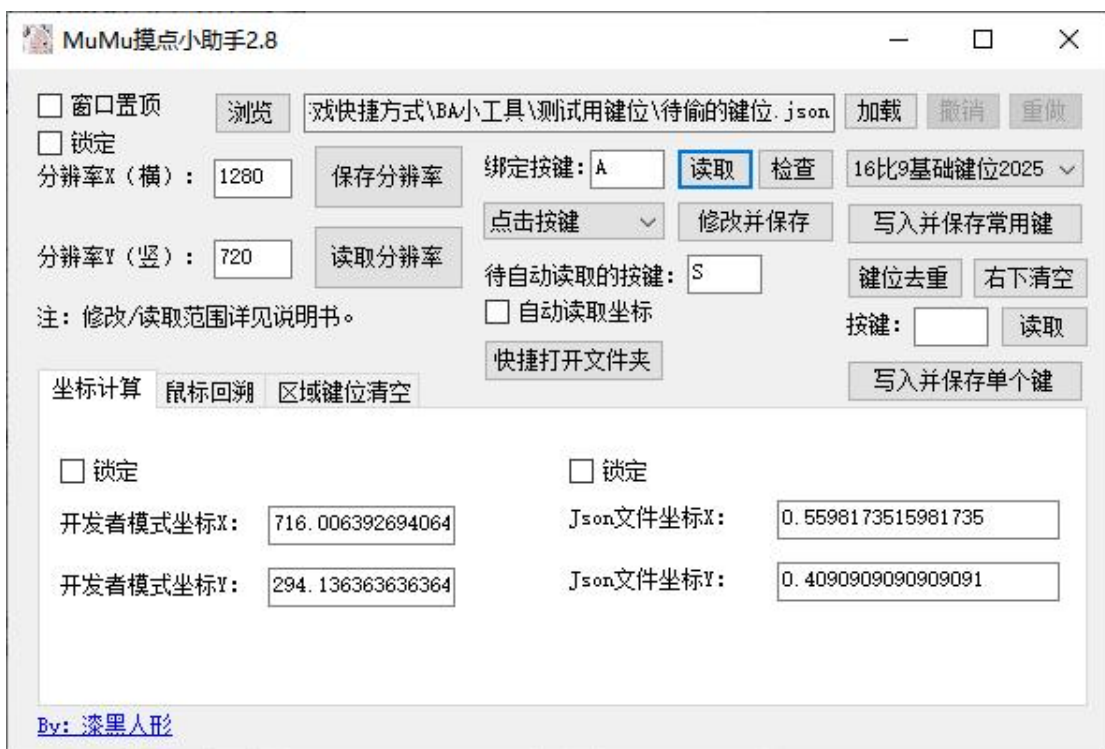 MuMu摸点小助手2.8
窗口置顶
浏览
戏快捷方式\BA小工具\测试用键位\待偷的键位.json
加载
撤销
重做
锁定
分辨率X（横）：
1280
保存分辨率
绑定按键：
A
读取
检查
16比9基础键位2025
点击按键
修改并保存
写入并保存常用键
分辨率Y（竖）：
720
读取分辨率
待自动读取的按键：
S
键位去重
右下清空
注：修改/读取范围详见说明书。
自动读取坐标
按键：
读取
快捷打开文件夹
写入并保存单个键
坐标计算
鼠标回溯
区域键位清空
锁定
锁定
开发者模式坐标X：
716.006392694064
Json文件坐标X：
0.5598173515981735
开发者模式坐标Y：
294.136363636364
Json文件坐标Y：
0.4090909090909091
By: 漆黑人形